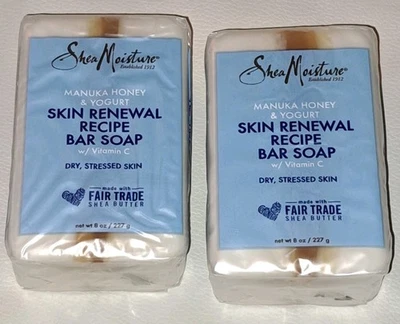 SheaMoisture
Established 1912
MANUKA HONEY
& YOGURT
SKIN RENEWAL
RECIPE
BAR SOAP
w/ Vitamin C
DRY, STRESSED SKIN
made with
FAIR TRADE
SHEA BUTTER
net wt 8 oz / 227 g
SheaMoisture
Established 1912
MANUKA HONEY
& YOGURT
SKIN RENEWAL
RECIPE
BAR SOAP
w/ Vitamin C
DRY, STRESSED SKIN
made with
FAIR TRADE
SHEA BUTTER
net wt 8 oz / 227 g